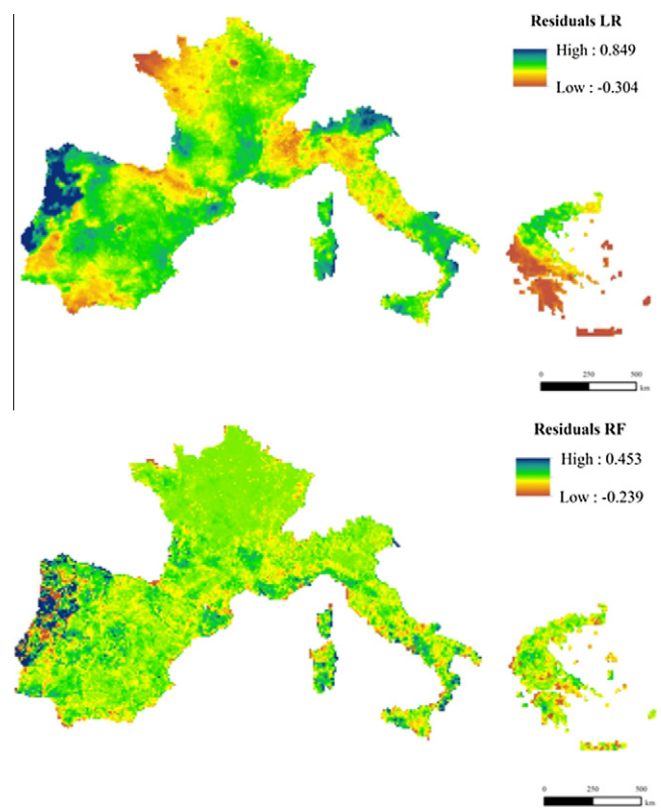 Residuals LR
High : 0.849
Low : -0.304
0 250 500
km
Residuals RF
High : 0.453
Low : -0.239
0 250 500
km